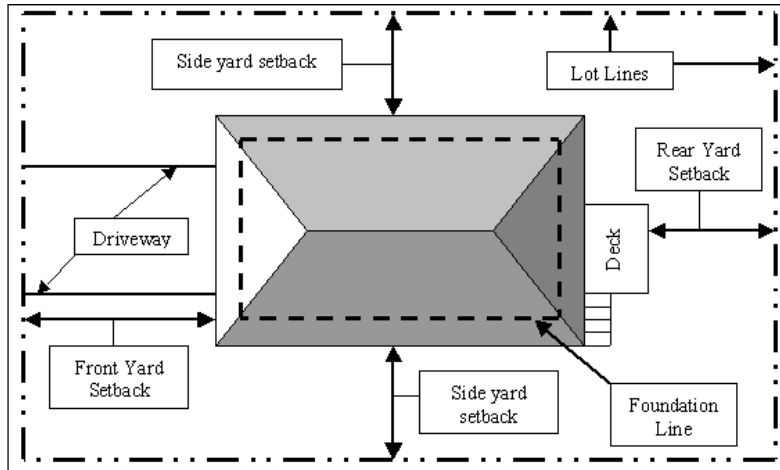 Side yard setback
Lot Lines
Rear Yard
Setback
Driveway
Deck
Front Yard
Setback
Side yard
setback
Foundation
Line